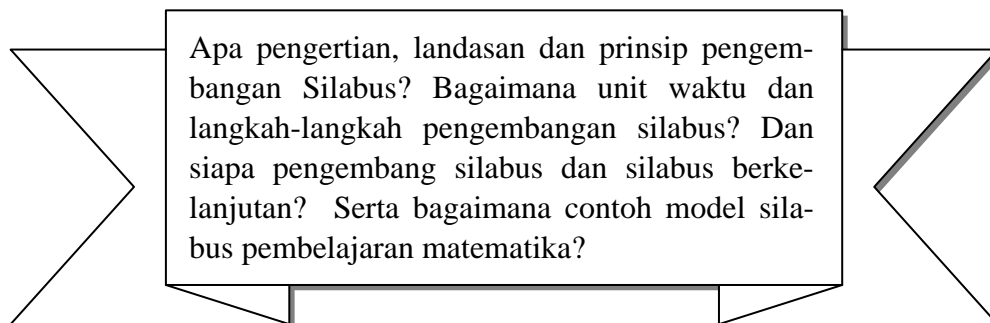 Apa pengertian, landasan dan prinsip pengem-
bangan Silabus? Bagaimana unit waktu dan
langkah-langkah pengembangan silabus? Dan
siapa pengembang silabus dan silabus berke-
lanjutan? Serta bagaimana contoh model sila-
bus pembelajaran matematika?